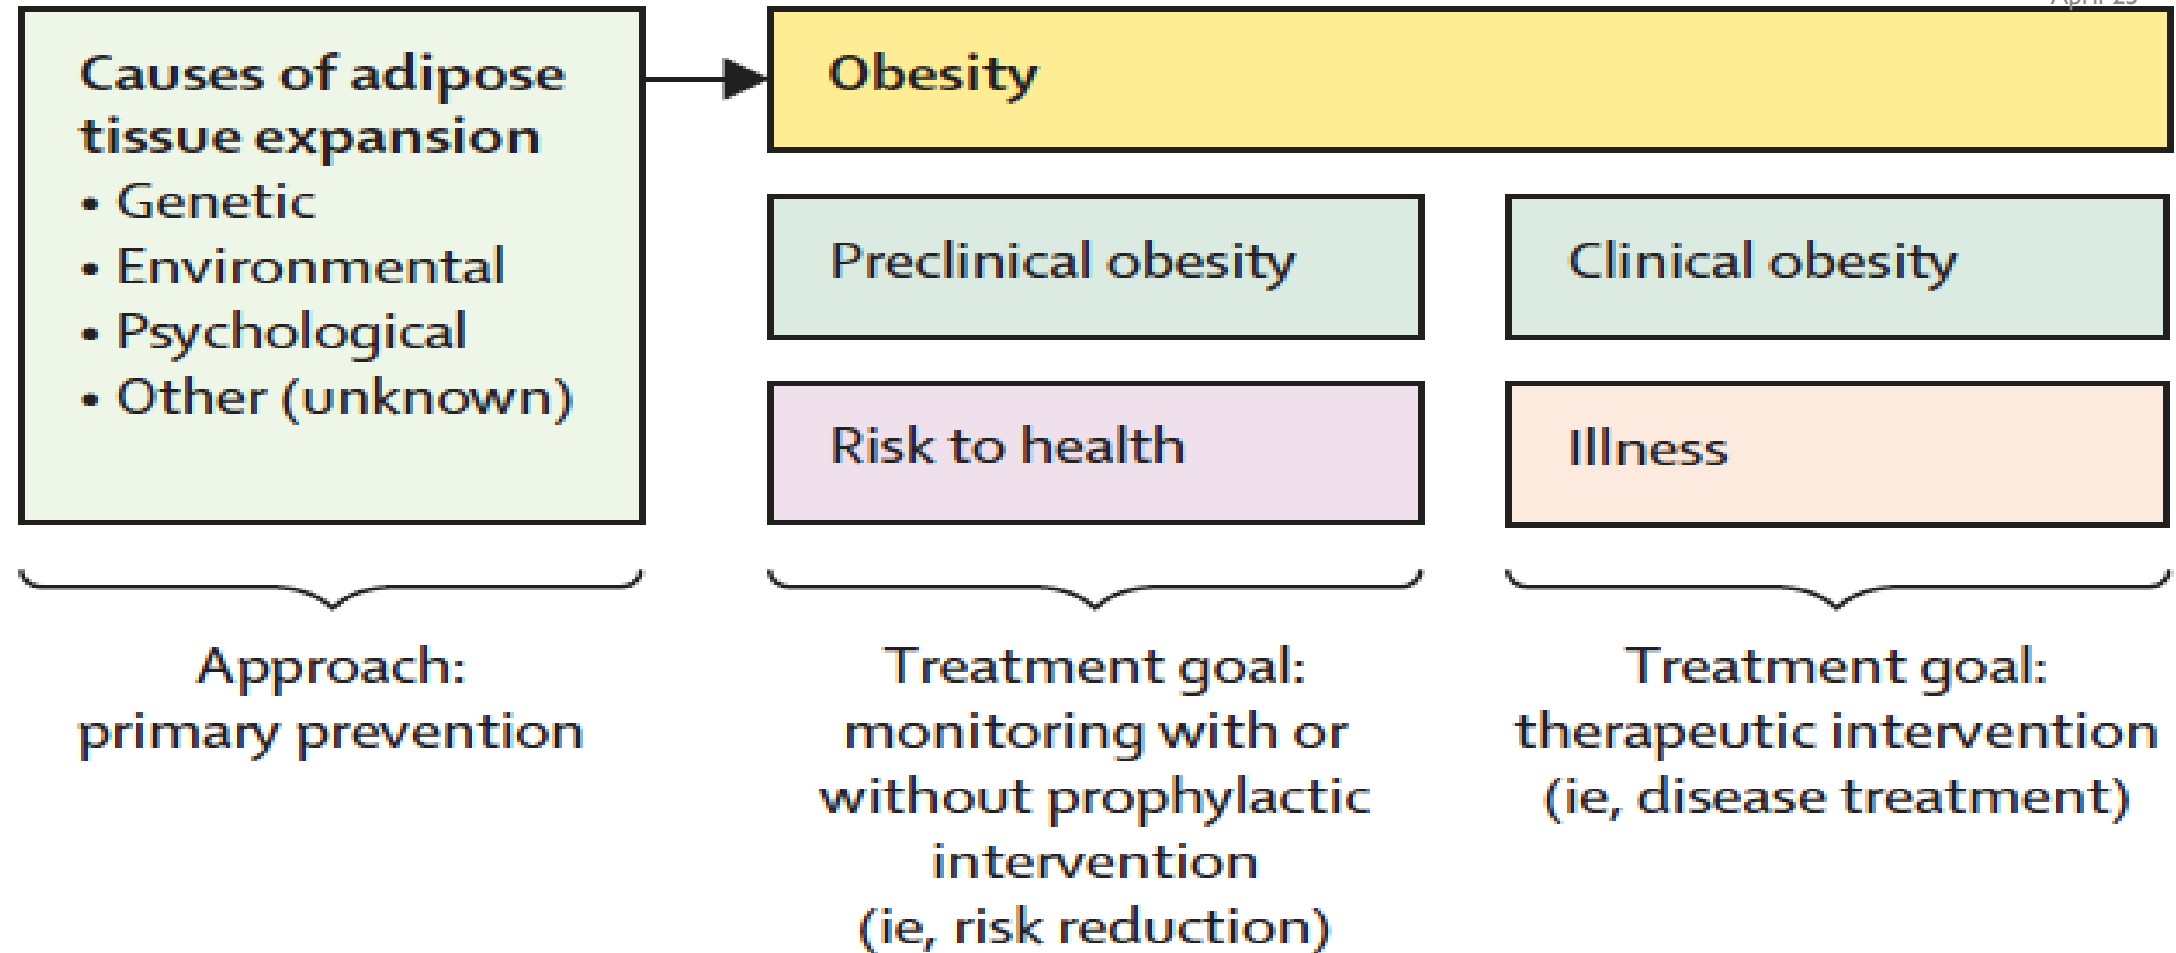 Causes of adipose
tissue expansion
• Genetic
• Environmental
• Psychological
• Other (unknown)
Approach:
primary prevention
Obesity
Preclinical obesity
Risk to health
Treatment goal:
monitoring with or
without prophylactic
intervention
(ie, risk reduction)
Clinical obesity
Illness
Treatment goal:
therapeutic intervention
(ie, disease treatment)